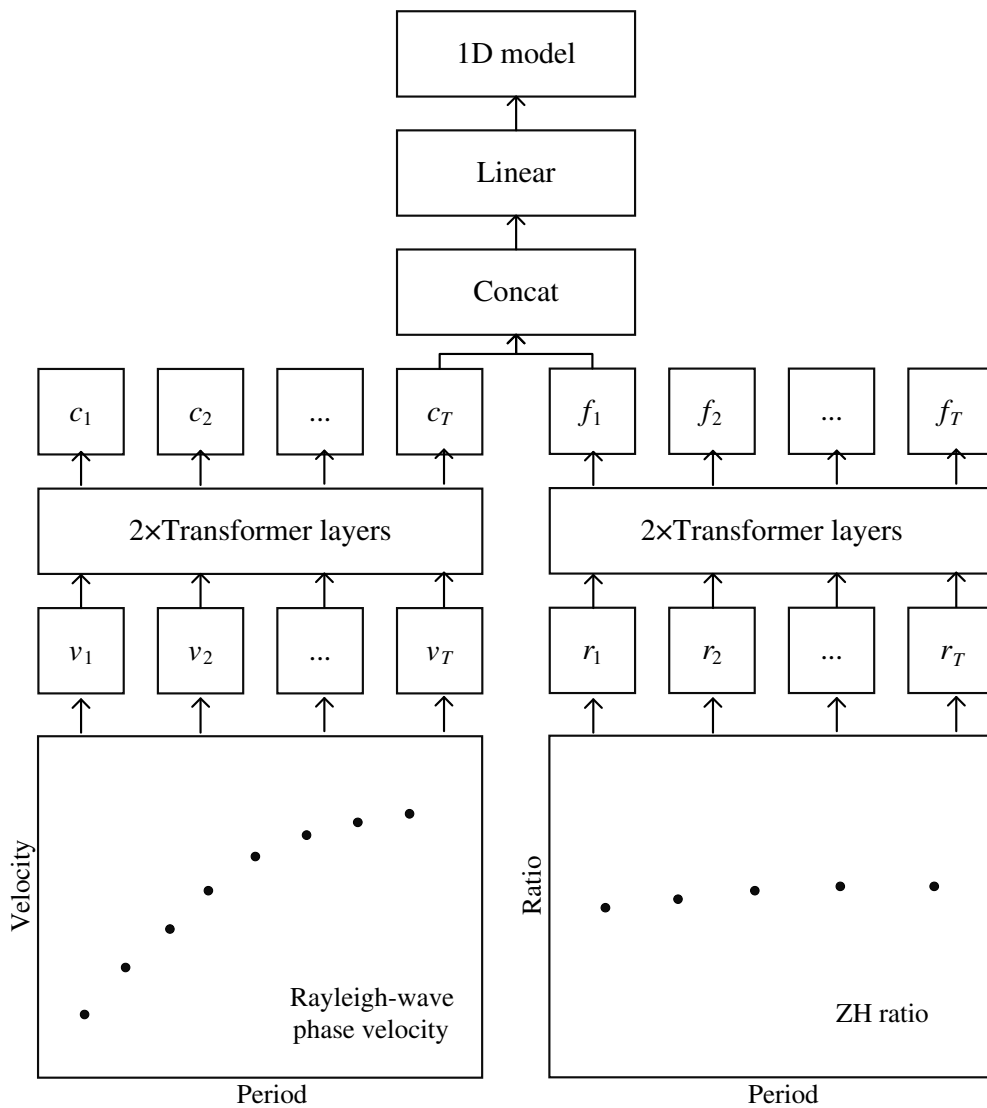 1D model
Linear
Concat
c1 c2 ... cT f1 f2 ... fT
2×Transformer layers 2×Transformer layers
v1 v2 ... vT r1 r2 ... rT
Velocity
Rayleigh-wave
phase velocity
Period
Ratio
ZH ratio
Period